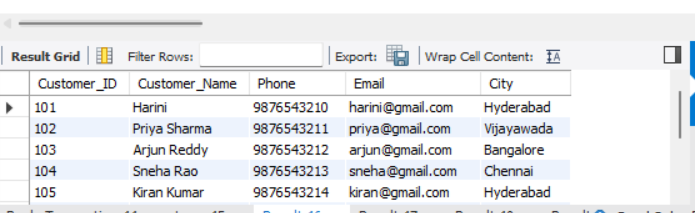 Result Grid Filter Rows: Export: Wrap Cell Content: IA
Customer_ID Customer_Name Phone Email City
101 Harini 9876543210 harini@gmail.com Hyderabad
102 Priya Sharma 9876543211 priya@gmail.com Vijayawada
103 Arjun Reddy 9876543212 arjun@gmail.com Bangalore
104 Sneha Rao 9876543213 sneha@gmail.com Chennai
105 Kiran Kumar 9876543214 kiran@gmail.com Hyderabad